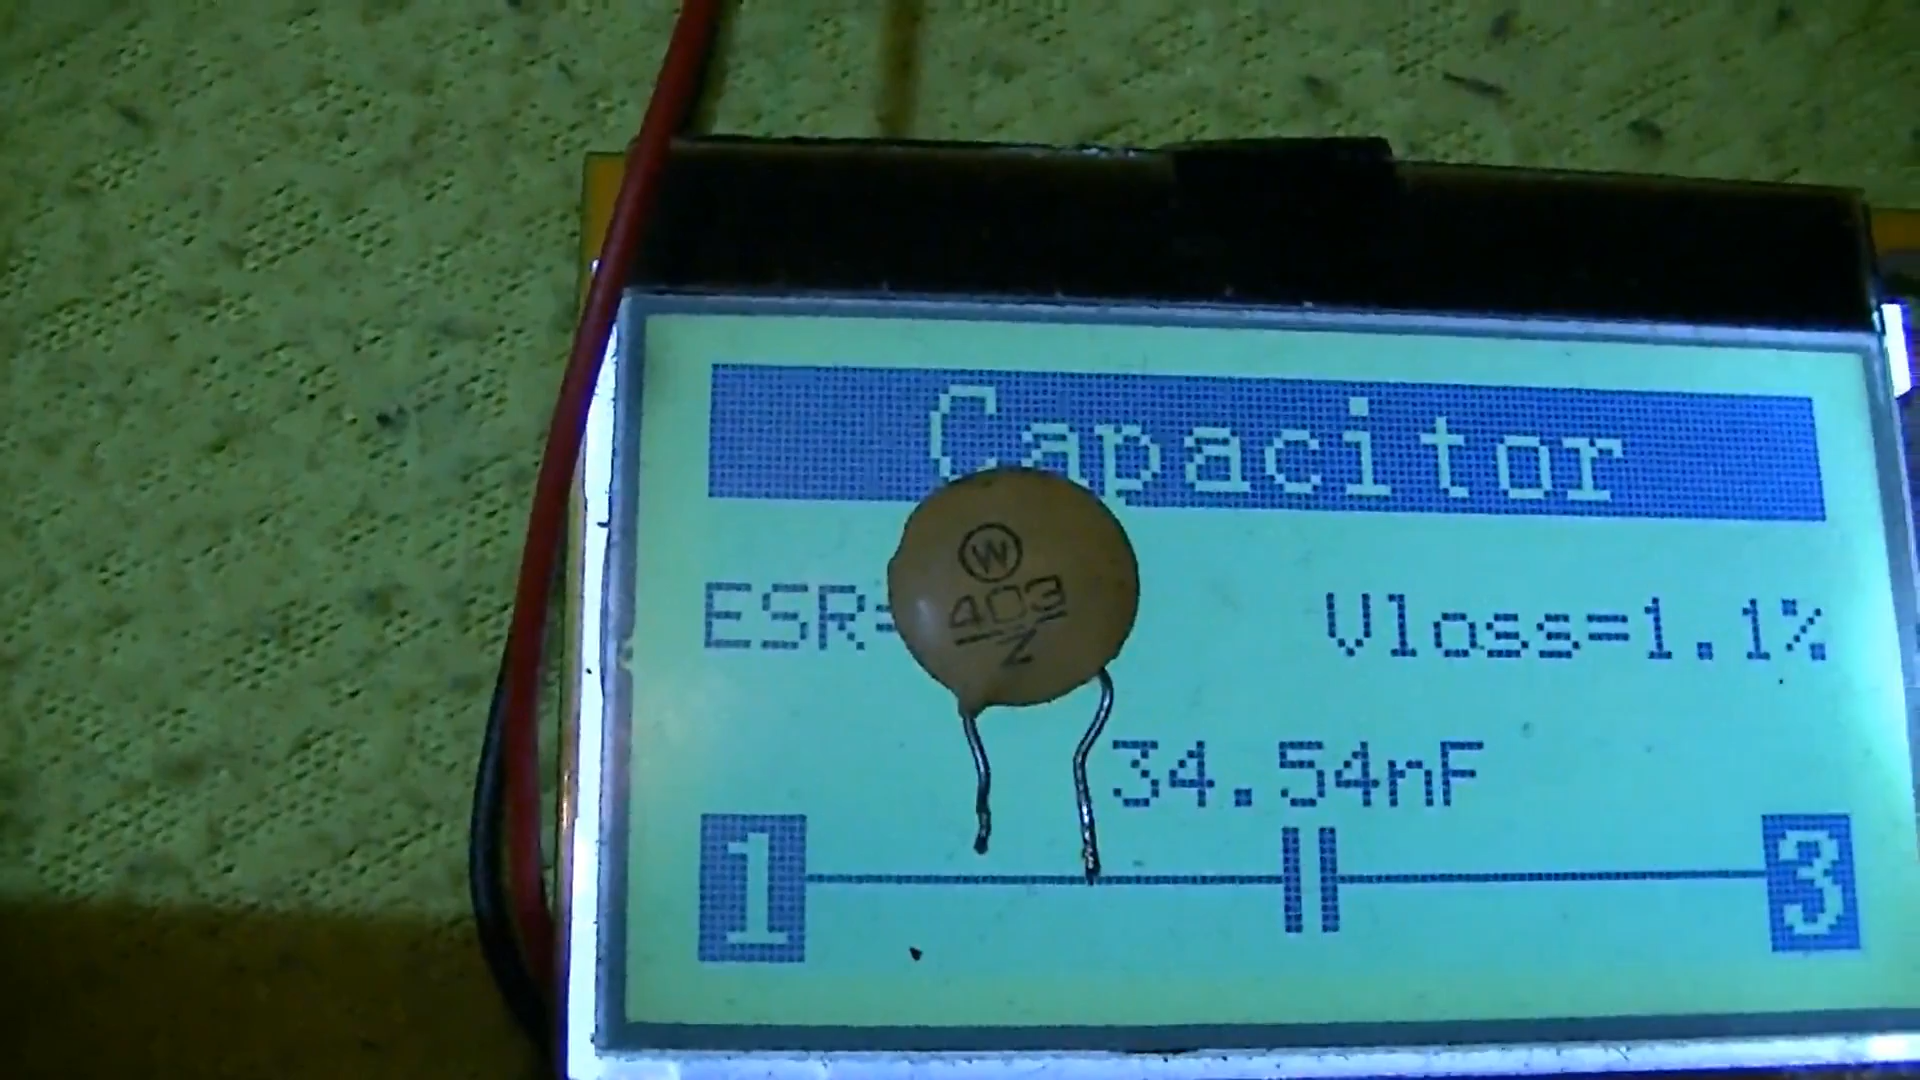 Capacitor
W
403
Z
ESR=
Vloss=1.1%
34.54nF
1
3